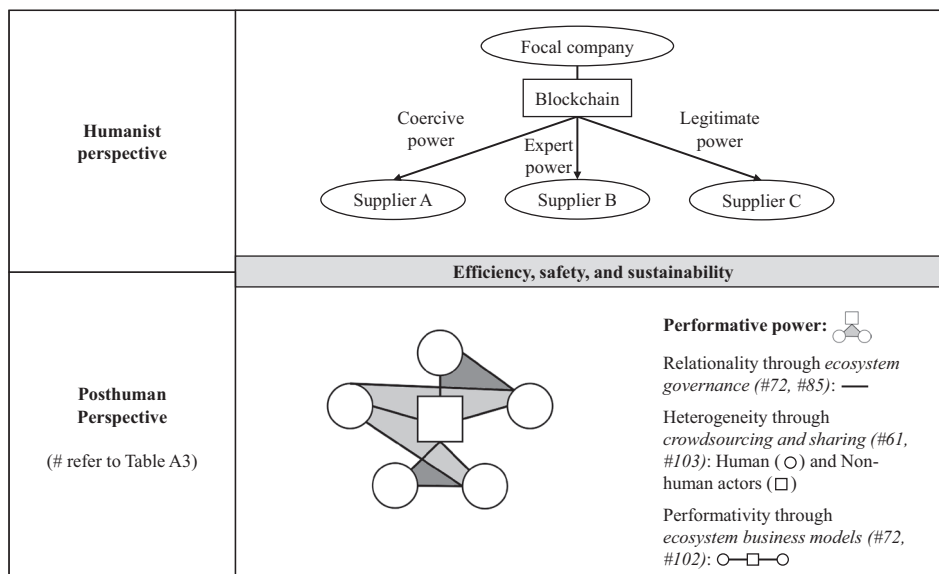 Humanist
perspective
Focal company
Blockchain
Coercive
power
Expert
power
Legitimate
power
Supplier A
Supplier B
Supplier C
Efficiency, safety, and sustainability
Posthuman
Perspective
(# refer to Table A3)
Performative power:
Relationality through ecosystem
governance (#72, #85):
Heterogeneity through
crowdsourcing and sharing (#61,
#103): Human ( ) and Non-
human actors ( )
Performativity through
ecosystem business models (#72,
#102):